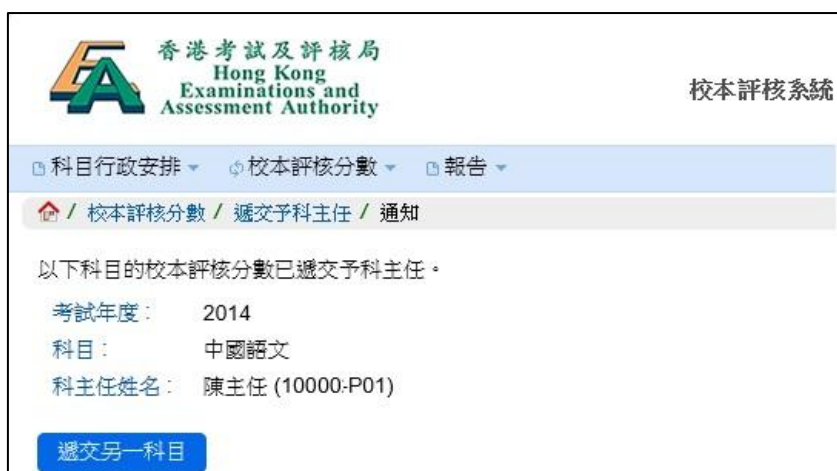 香港考試及評核局
Hong Kong
Examinations and
Assessment Authority
校本評核系統
科目行政安排 校本評核分數 報告
/ 校本評核分數 / 遞交予科主任 / 通知
以下科目的校本評核分數已遞交予科主任。
考試年度: 2014
科目: 中國語文
科主任姓名: 陳主任 (10000-P01)
遞交另一科目